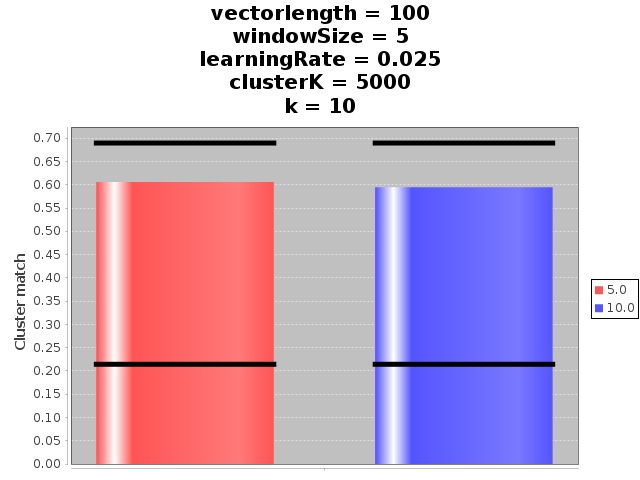 vectorlength = 100
windowSize = 5
learningRate = 0.025
clusterK = 5000
k = 10
0.70
0.65
0.60
0.55
0.50
0.45
0.40
0.35
0.30
0.25
0.20
0.15
0.10
0.05
0.00
Cluster match
5.0
10.0